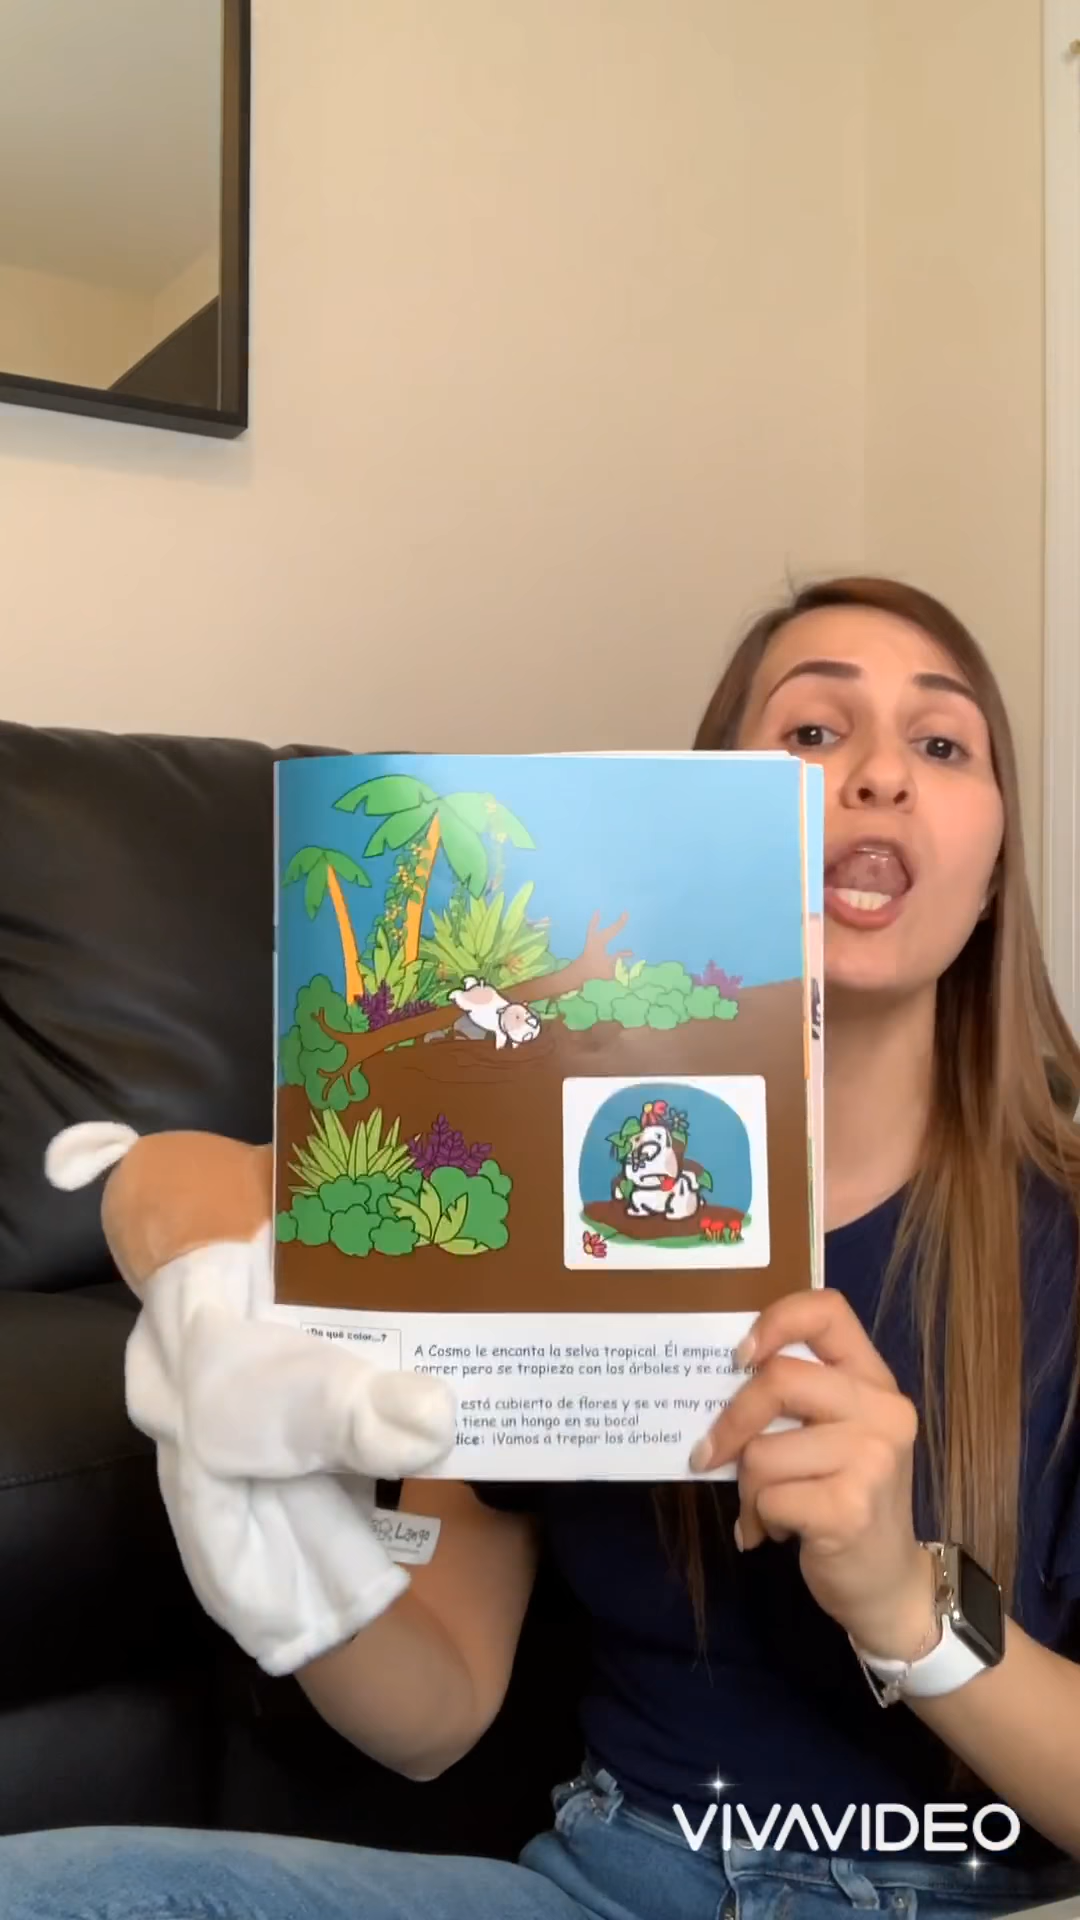 ¿De qué color...?
A Cosmo le encanta la selva tropical. Él empieza
correr pero se tropieza con los árboles y se cae en
está cubierto de flores y se ve muy
tiene un hongo en su boca!
dice: ¡Vamos a trepar los árboles!
Lango
VIVAVIDEO